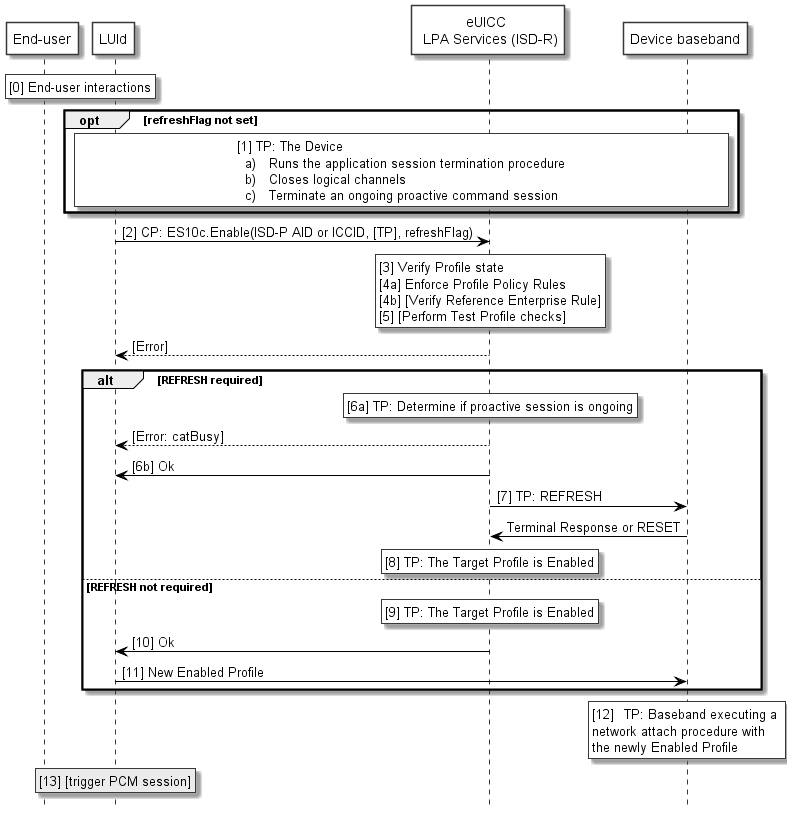 End-user
LUId
eUICC
LPA Services (ISD-R)
Device baseband
[0] End-user interactions
opt
[refreshFlag not set]
[1] TP: The Device
a) Runs the application session termination procedure
b) Closes logical channels
c) Terminate an ongoing proactive command session
[2] CP: ES10c.Enable(ISD-P AID or ICCID, [TP], refreshFlag)
[3] Verify Profile state
[4a] Enforce Profile Policy Rules
[4b] [Verify Reference Enterprise Rule]
[5] [Perform Test Profile checks]
[Error]
alt
[REFRESH required]
[6a] TP: Determine if proactive session is ongoing
[Error: catBusy]
[6b] Ok
[7] TP: REFRESH
Terminal Response or RESET
[8] TP: The Target Profile is Enabled
[REFRESH not required]
[9] TP: The Target Profile is Enabled
[10] Ok
[11] New Enabled Profile
[12] TP: Baseband executing a
network attach procedure with
the newly Enabled Profile
[13] [trigger PCM session]